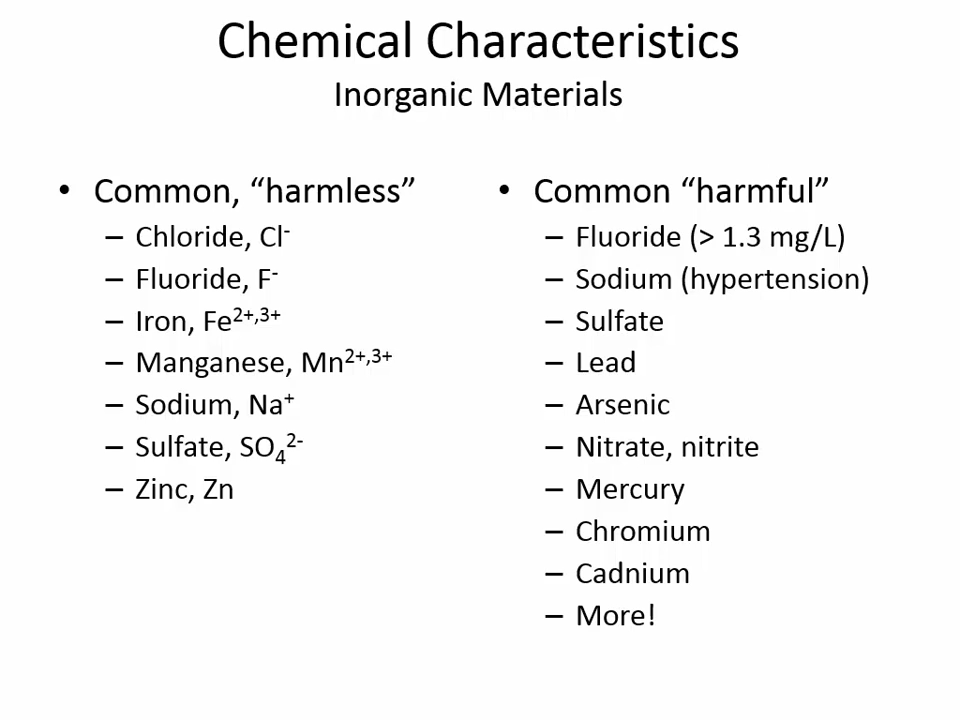 Chemical Characteristics
Inorganic Materials
• Common, “harmless”
– Chloride, Cl⁻
– Fluoride, F⁻
– Iron, Fe²⁺,³⁺
– Manganese, Mn²⁺,³⁺
– Sodium, Na⁺
– Sulfate, SO₄²⁻
– Zinc, Zn
• Common “harmful”
– Fluoride (> 1.3 mg/L)
– Sodium (hypertension)
– Sulfate
– Lead
– Arsenic
– Nitrate, nitrite
– Mercury
– Chromium
– Cadnium
– More!